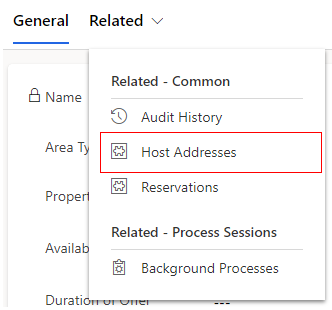 General Related
Related - Common
Name
Audit History
Area Ty
Host Addresses
Propert
Reservations
Related - Process Sessions
Availab
Background Processes
Duration of Offer ---